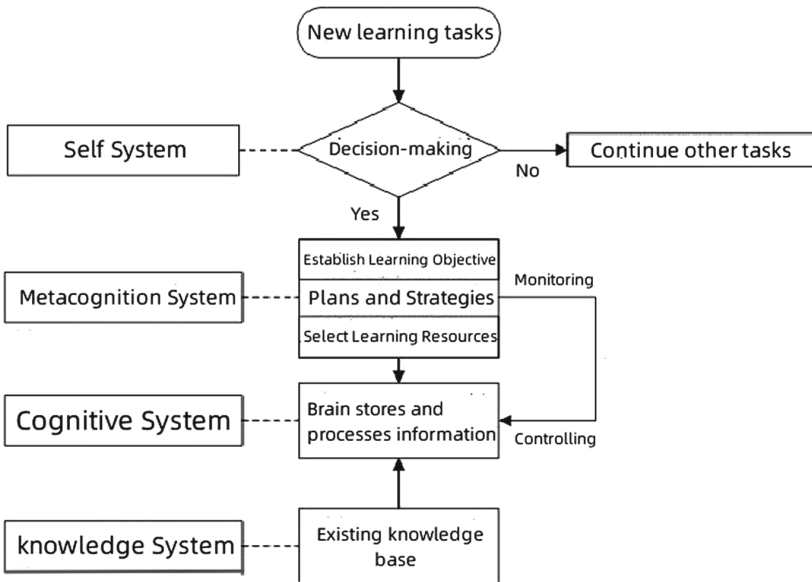 New learning tasks
Self System
Decision-making
No
Continue other tasks
Yes
Establish Learning Objective
Metacognition System
Plans and Strategies
Monitoring
Select Learning Resources
Cognitive System
Brain stores and
processes information
Controlling
knowledge System
Existing knowledge
base